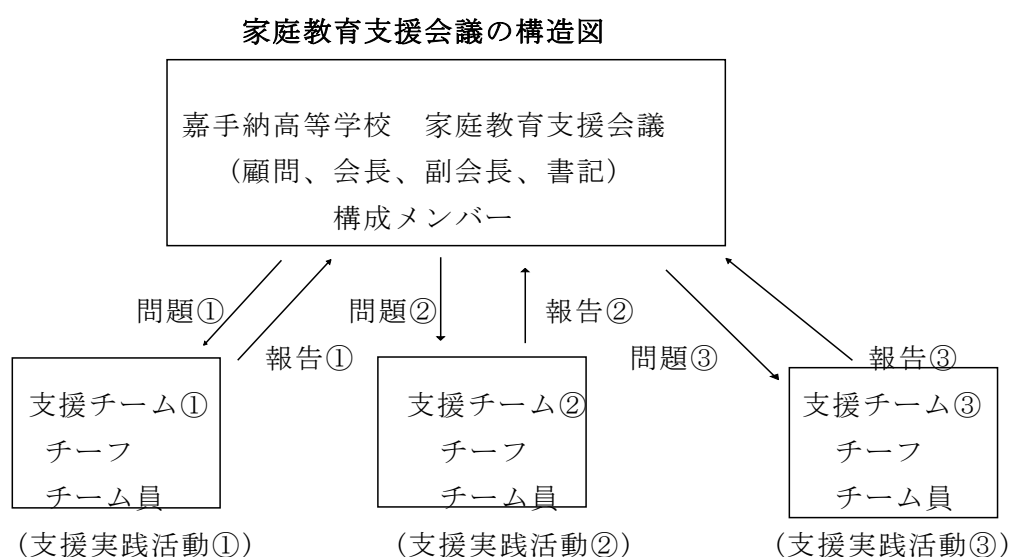 家庭教育支援会議の構造図
嘉手納高等学校　家庭教育支援会議
(顧問、会長、副会長、書記)
構成メンバー
問題①
報告①
問題②
報告②
問題③
報告③
支援チーム①
チーフ
チーム員
(支援実践活動①)
支援チーム②
チーフ
チーム員
(支援実践活動②)
支援チーム③
チーフ
チーム員
(支援実践活動③)